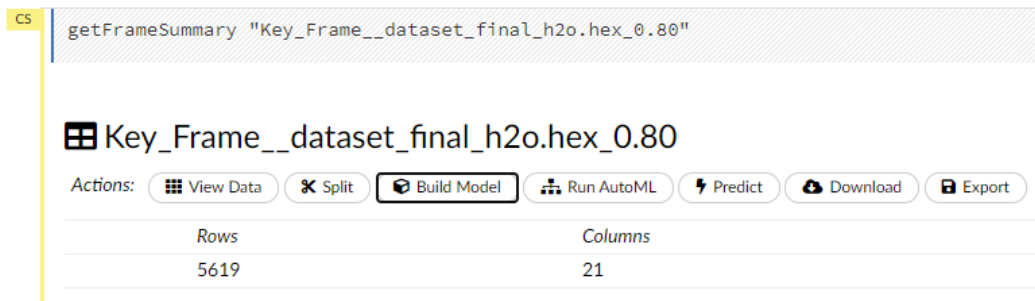 CS
getFrameSummary "Key_Frame__dataset_final_h2o.hex_0.80"
Key_Frame__dataset_final_h2o.hex_0.80
Actions: View Data Split Build Model Run AutoML Predict Download Export
Rows Columns
5619 21